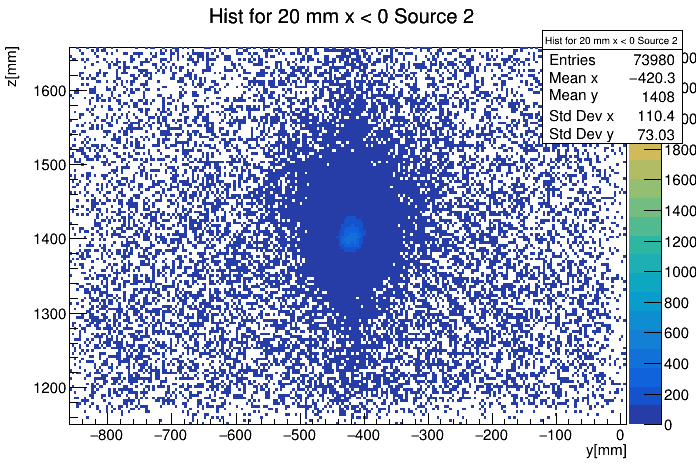 Hist for 20 mm x < 0 Source 2
Hist for 20 mm x < 0 Source 2
Entries 73980
Mean x −420.3
Mean y 1408
Std Dev x 110.4
Std Dev y 73.03
z[mm]
1600
1500
1400
1300
1200
−800 −700 −600 −500 −400 −300 −200 −100 0
y[mm]
1800
1600
1400
1200
1000
800
600
400
200
0